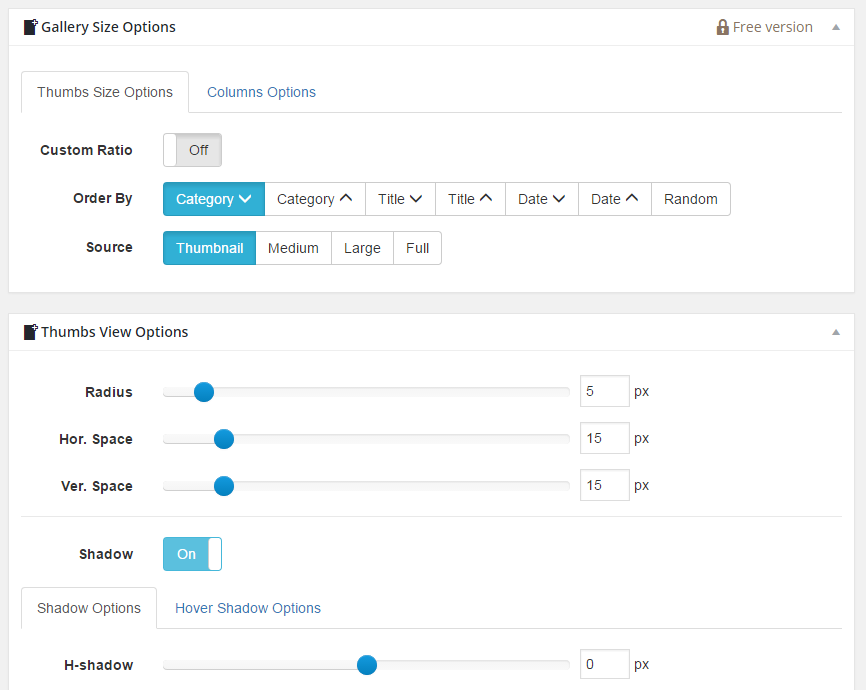 Gallery Size Options Free version
Thumbs Size Options Columns Options
Custom Ratio Off
Order By Category Category Title Title Date Date Random
Source Thumbnail Medium Large Full
Thumbs View Options
Radius 5 px
Hor. Space 15 px
Ver. Space 15 px
Shadow On
Shadow Options Hover Shadow Options
H-shadow 0 px